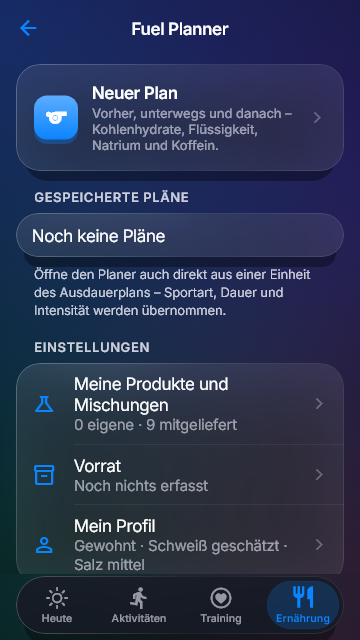 Fuel Planner
Neuer Plan
Vorher, unterwegs und danach –
Kohlenhydrate, Flüssigkeit,
Natrium und Koffein.
GESPEICHERTE PLÄNE
Noch keine Pläne
Öffne den Planer auch direkt aus einer Einheit
des Ausdauerplans – Sportart, Dauer und
Intensität werden übernommen.
EINSTELLUNGEN
Meine Produkte und
Mischungen
0 eigene · 9 mitgeliefert
Vorrat
Noch nichts erfasst
Mein Profil
Gewohnt · Schweiß geschätzt ·
Salz mittel
Heute
Aktivitäten
Training
Ernährung